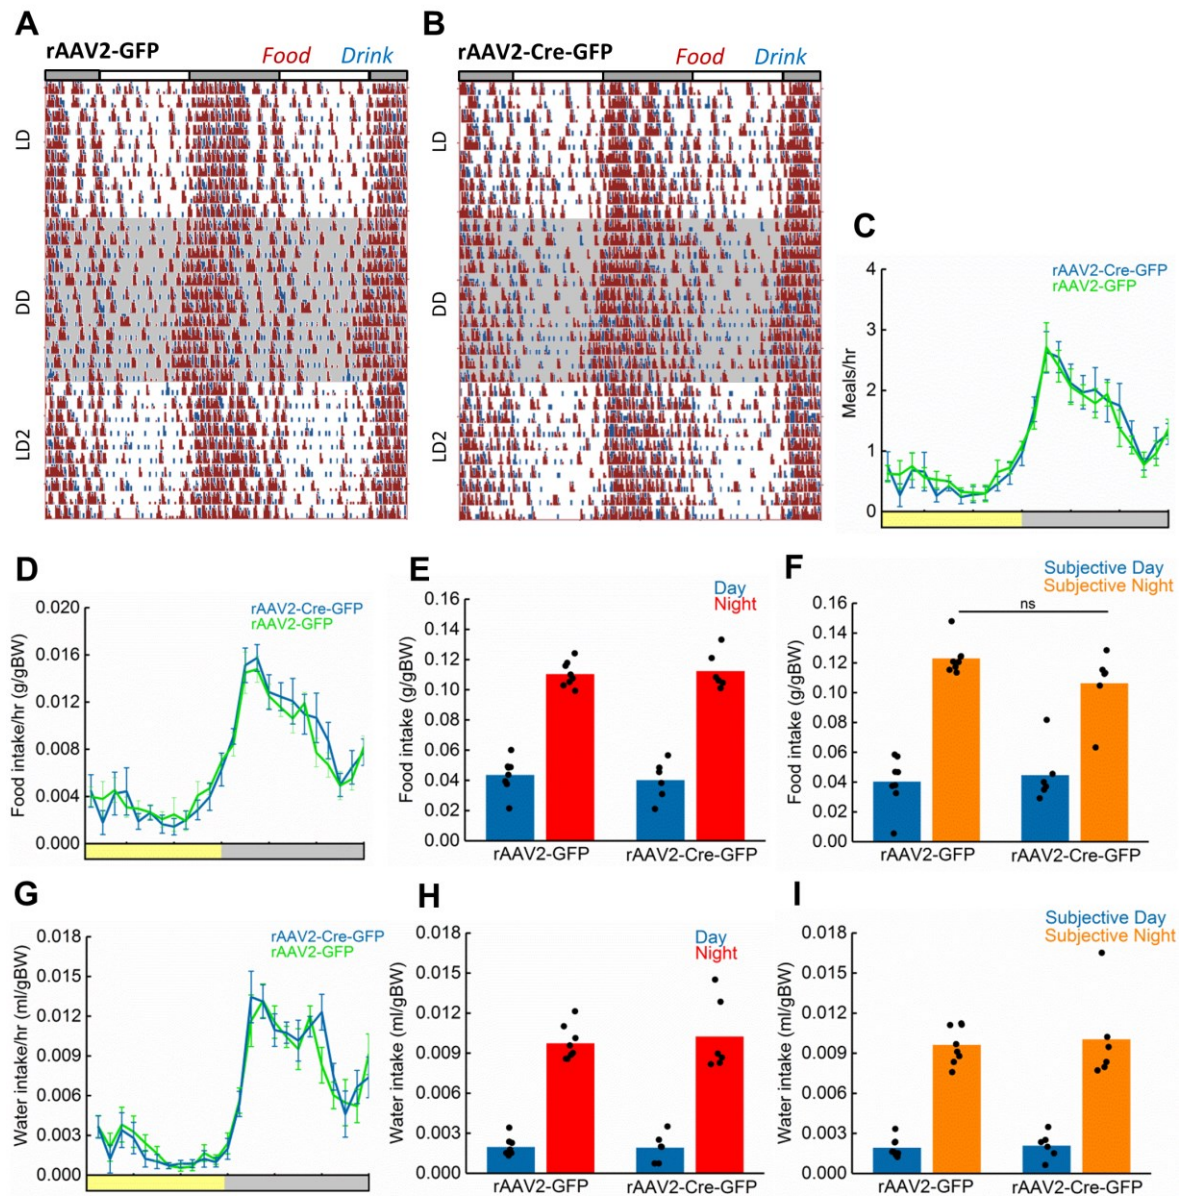 A
rAAV2-GFP
Food
Drink
LD
DD
LD2
B
rAAV2-Cre-GFP
Food
Drink
LD
DD
LD2
C
rAAV2-Cre-GFP
rAAV2-GFP
Meals/hr
4
3
2
1
0
D
rAAV2-Cre-GFP
rAAV2-GFP
Food intake/hr (g/gBW)
0.020
0.016
0.012
0.008
0.004
0.000
E
Day
Night
Food intake (g/gBW)
0.16
0.14
0.12
0.10
0.08
0.06
0.04
0.02
0.00
rAAV2-GFP
rAAV2-Cre-GFP
F
Subjective Day
Subjective Night
ns
Food intake (g/gBW)
0.16
0.14
0.12
0.10
0.08
0.06
0.04
0.02
0.00
rAAV2-GFP
rAAV2-Cre-GFP
G
rAAV2-Cre-GFP
rAAV2-GFP
Water intake/hr (ml/gBW)
0.018
0.015
0.012
0.009
0.006
0.003
0.000
H
Day
Night
Water intake (ml/gBW)
0.018
0.015
0.012
0.009
0.006
0.003
0.000
rAAV2-GFP
rAAV2-Cre-GFP
I
Subjective Day
Subjective Night
Water intake (ml/gBW)
0.018
0.015
0.012
0.009
0.006
0.003
0.000
rAAV2-GFP
rAAV2-Cre-GFP